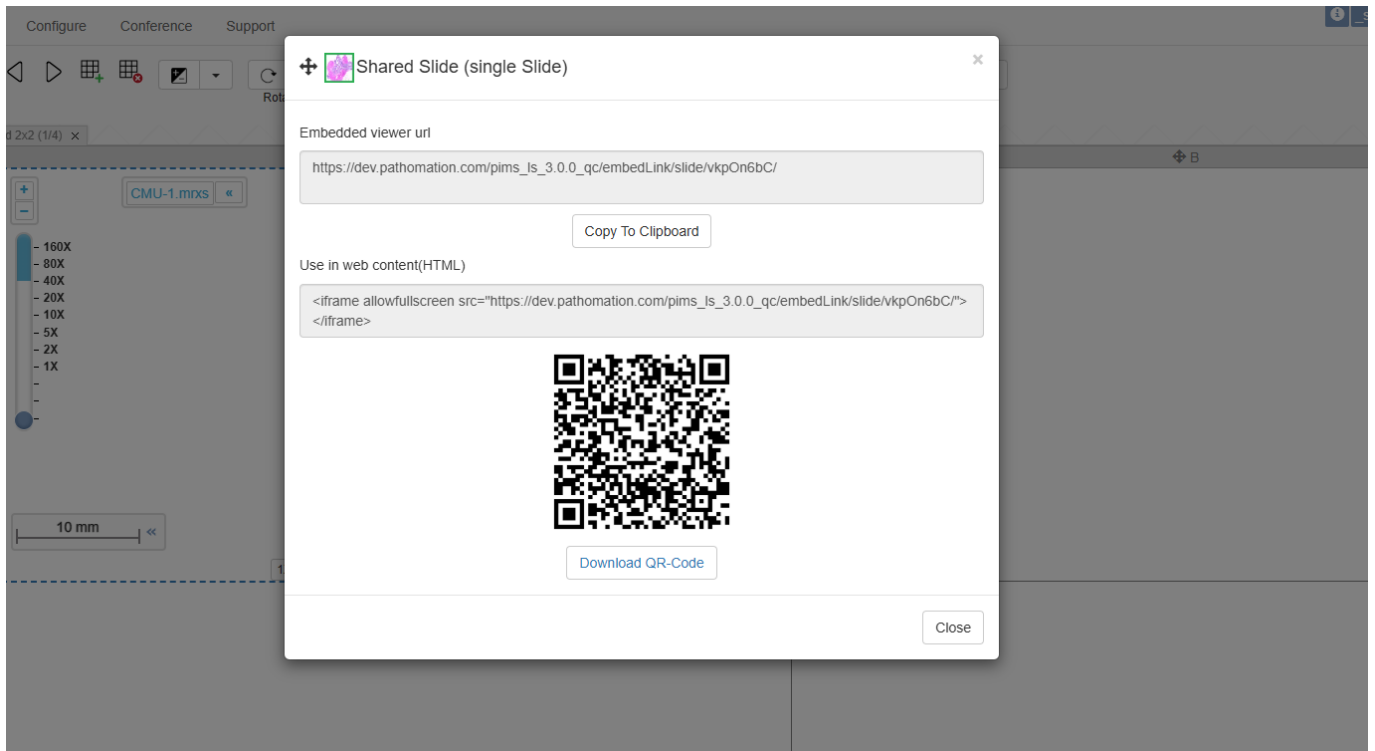 Configure Conference Support
Shared Slide (single Slide)
×
Embedded viewer url
https://dev.pathomation.com/pims_ls_3.0.0_qc/embedLink/slide/vkpOn6bC/
Copy To Clipboard
Use in web content(HTML)
<iframe allowfullscreen src="https://dev.pathomation.com/pims_ls_3.0.0_qc/embedLink/slide/vkpOn6bC/">
</iframe>
Download QR-Code
Close
d 2x2 (1/4) ×
B
+
CMU-1.mrxs «
−
160X
80X
40X
20X
10X
5X
2X
1X
10 mm «